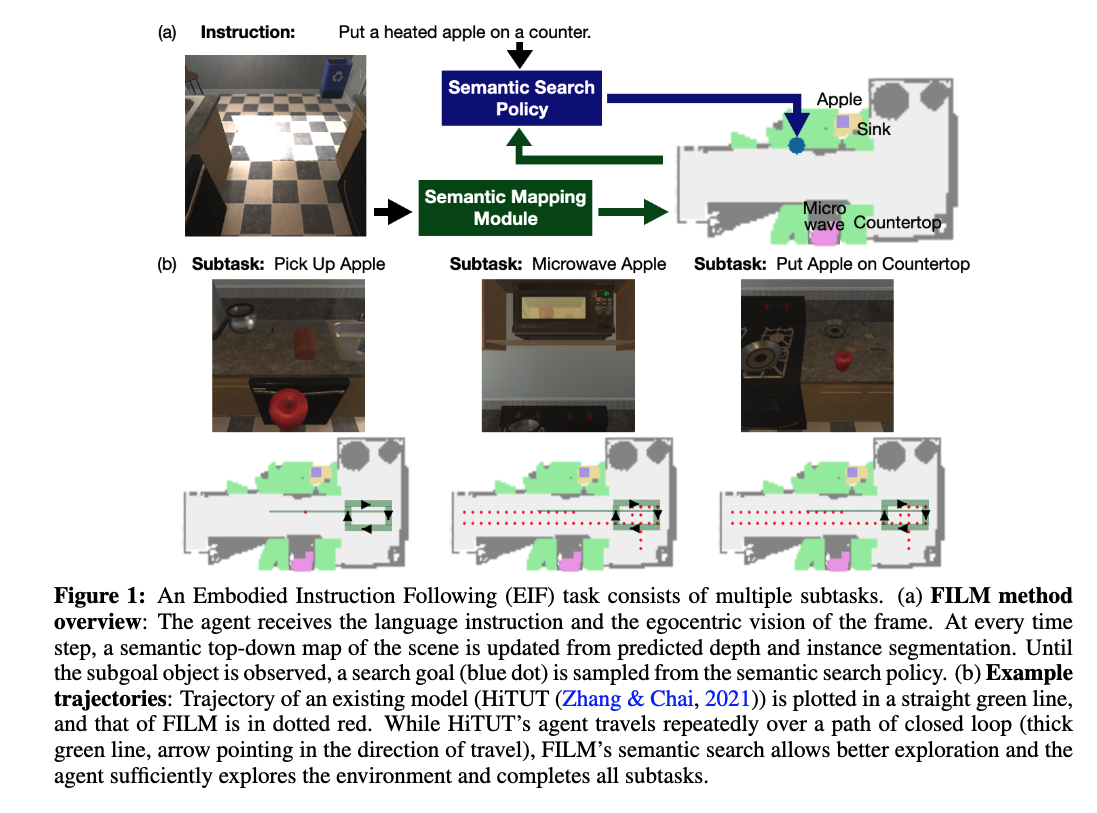 (a) Instruction: Put a heated apple on a counter.
Semantic Search
Policy
Apple
Sink
Semantic Mapping
Module
Micro
wave Countertop
(b) Subtask: Pick Up Apple Subtask: Microwave Apple Subtask: Put Apple on Countertop
Figure 1: An Embodied Instruction Following (EIF) task consists of multiple subtasks. (a) FILM method
overview: The agent receives the language instruction and the egocentric vision of the frame. At every time
step, a semantic top-down map of the scene is updated from predicted depth and instance segmentation. Until
the subgoal object is observed, a search goal (blue dot) is sampled from the semantic search policy. (b) Example
trajectories: Trajectory of an existing model (HiTUT (Zhang & Chai, 2021)) is plotted in a straight green line,
and that of FILM is in dotted red. While HiTUT's agent travels repeatedly over a path of closed loop (thick
green line, arrow pointing in the direction of travel), FILM's semantic search allows better exploration and the
agent sufficiently explores the environment and completes all subtasks.